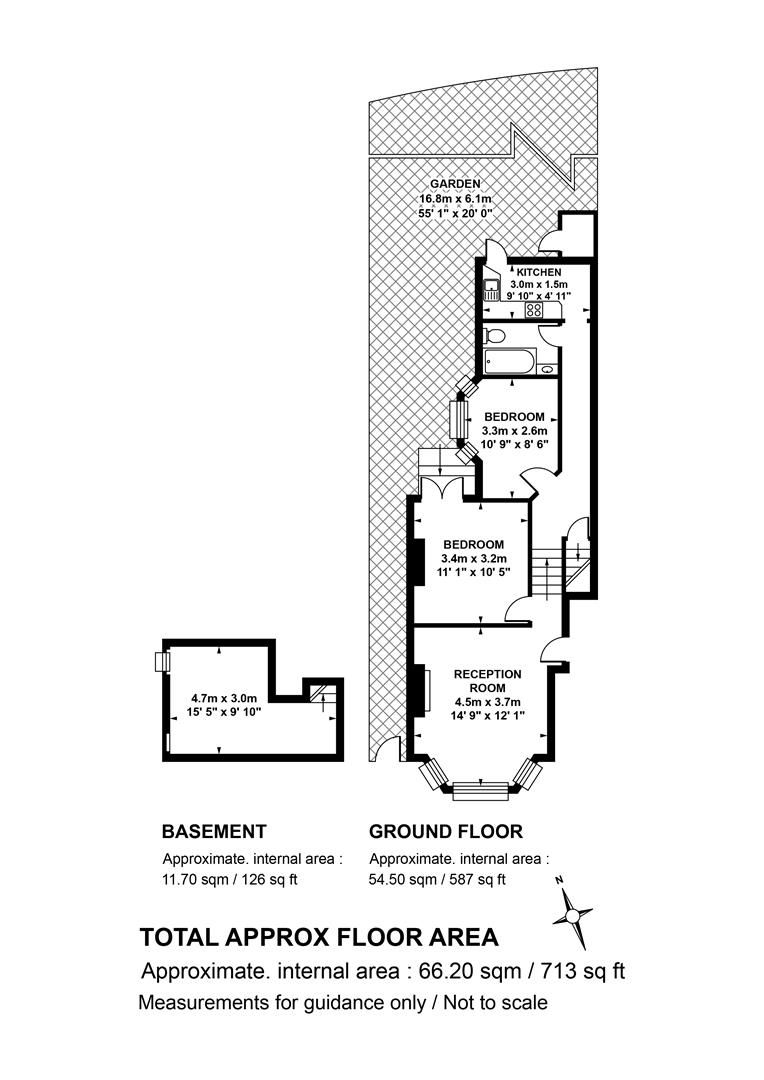 GARDEN
16.8m x 6.1m
55' 1" x 20' 0"
KITCHEN
3.0m x 1.5m
9' 10" x 4' 11"
BEDROOM
3.3m x 2.6m
10' 9" x 8' 6"
BEDROOM
3.4m x 3.2m
11' 1" x 10' 5"
RECEPTION
ROOM
4.5m x 3.7m
14' 9" x 12' 1"
4.7m x 3.0m
15' 5" x 9' 10"
BASEMENT
Approximate. internal area :
11.70 sqm / 126 sq ft
GROUND FLOOR
Approximate. internal area :
54.50 sqm / 587 sq ft
N
TOTAL APPROX FLOOR AREA
Approximate. internal area : 66.20 sqm / 713 sq ft
Measurements for guidance only / Not to scale